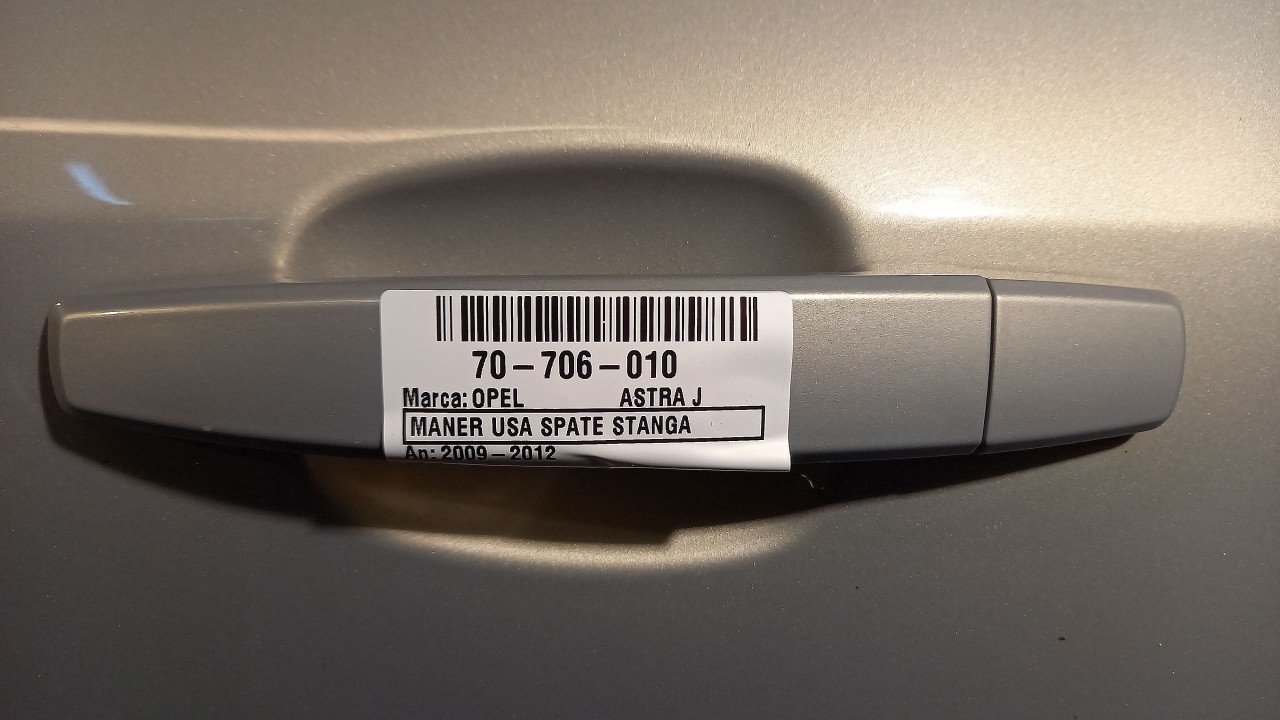 70-706-010
Marca: OPEL ASTRA J
MANER USA SPATE STANGA
An: 2009-2012